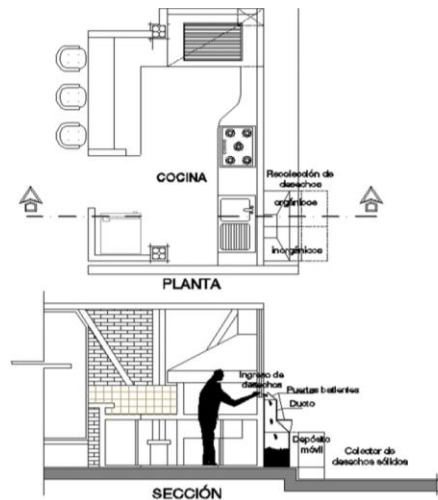 COCINA
Recolección de
desechos
orgánicos
inorgánicos
PLANTA
Ingreso de
desechos
Puertas batientes
Ducto
Depósito
móvil
Colector de
desechos sólidos
SECCIÓN